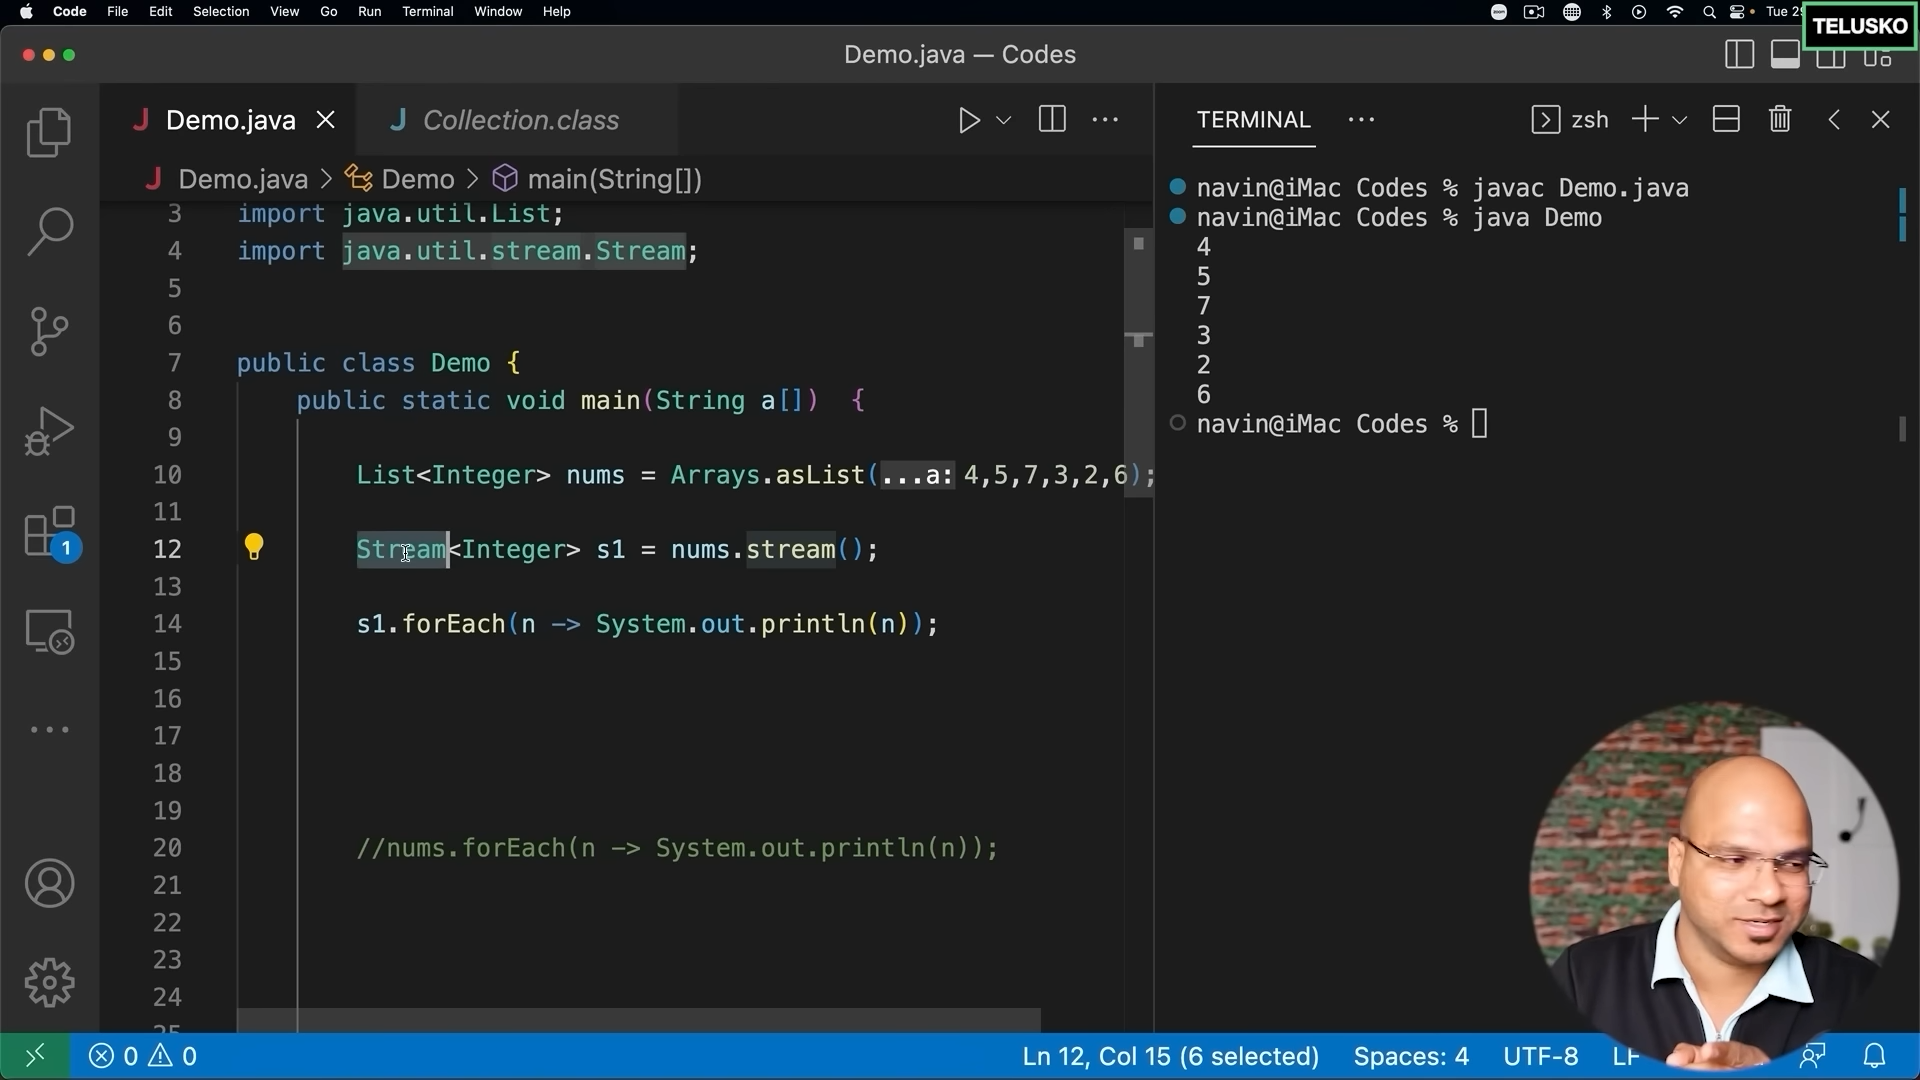 Code File Edit Selection View Go Run Terminal Window Help
Tue
TELUSKO
Demo.java — Codes
Demo.java
Collection.class
Demo.java > Demo > main(String[])
3 import java.util.List;
4 import java.util.stream.Stream;
5
6
7 public class Demo {
8 public static void main(String a[]) {
9
10 List<Integer> nums = Arrays.asList(...a: 4,5,7,3,2,6);
11
12 Stream<Integer> s1 = nums.stream();
13
14 s1.forEach(n -> System.out.println(n));
15
16
17
18
19
20 //nums.forEach(n -> System.out.println(n));
21
22
23
24
25
1
TERMINAL
zsh
navin@iMac Codes % javac Demo.java
navin@iMac Codes % java Demo
4
5
7
3
2
6
navin@iMac Codes %
0 0
Ln 12, Col 15 (6 selected) Spaces: 4 UTF-8 LF